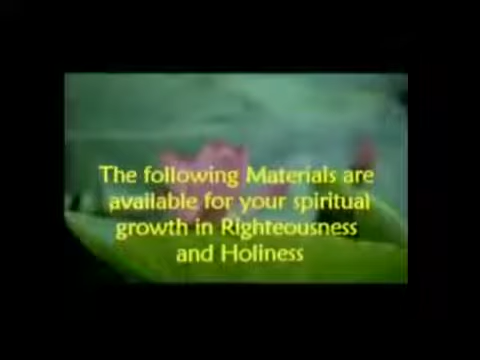 The following Materials are
available for your spiritual
growth in Righteousness
and Holiness